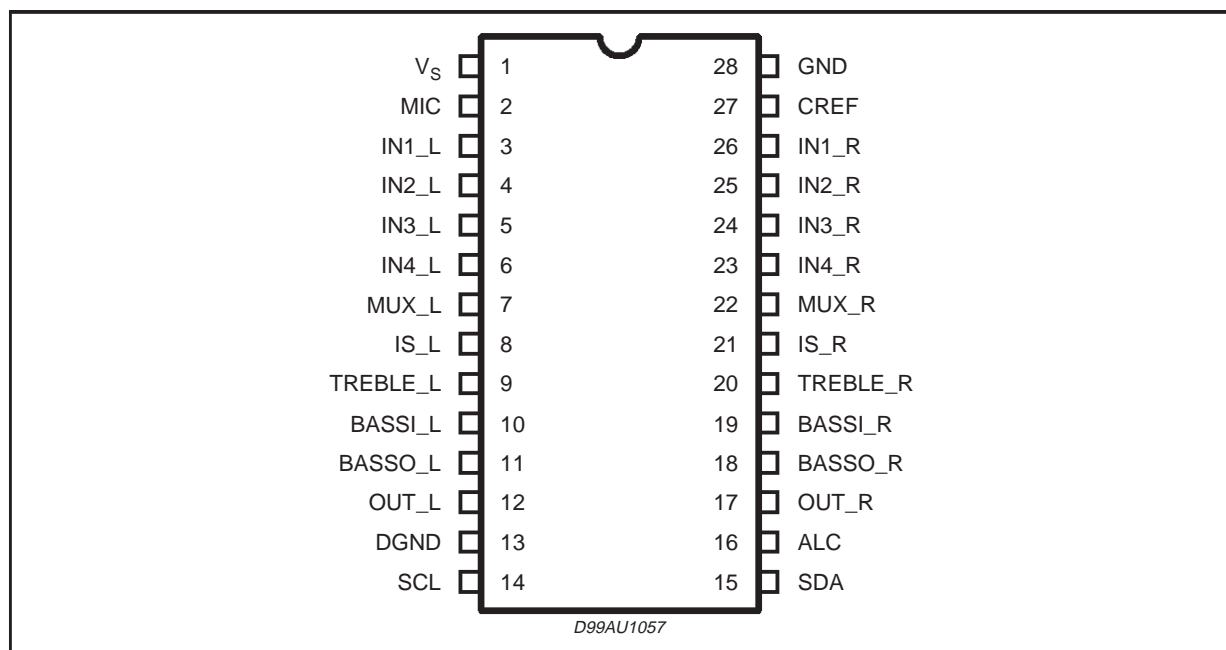 VS 1 28 GND
MIC 2 27 CREF
IN1_L 3 26 IN1_R
IN2_L 4 25 IN2_R
IN3_L 5 24 IN3_R
IN4_L 6 23 IN4_R
MUX_L 7 22 MUX_R
IS_L 8 21 IS_R
TREBLE_L 9 20 TREBLE_R
BASSI_L 10 19 BASSI_R
BASSO_L 11 18 BASSO_R
OUT_L 12 17 OUT_R
DGND 13 16 ALC
SCL 14 15 SDA
D99AU1057